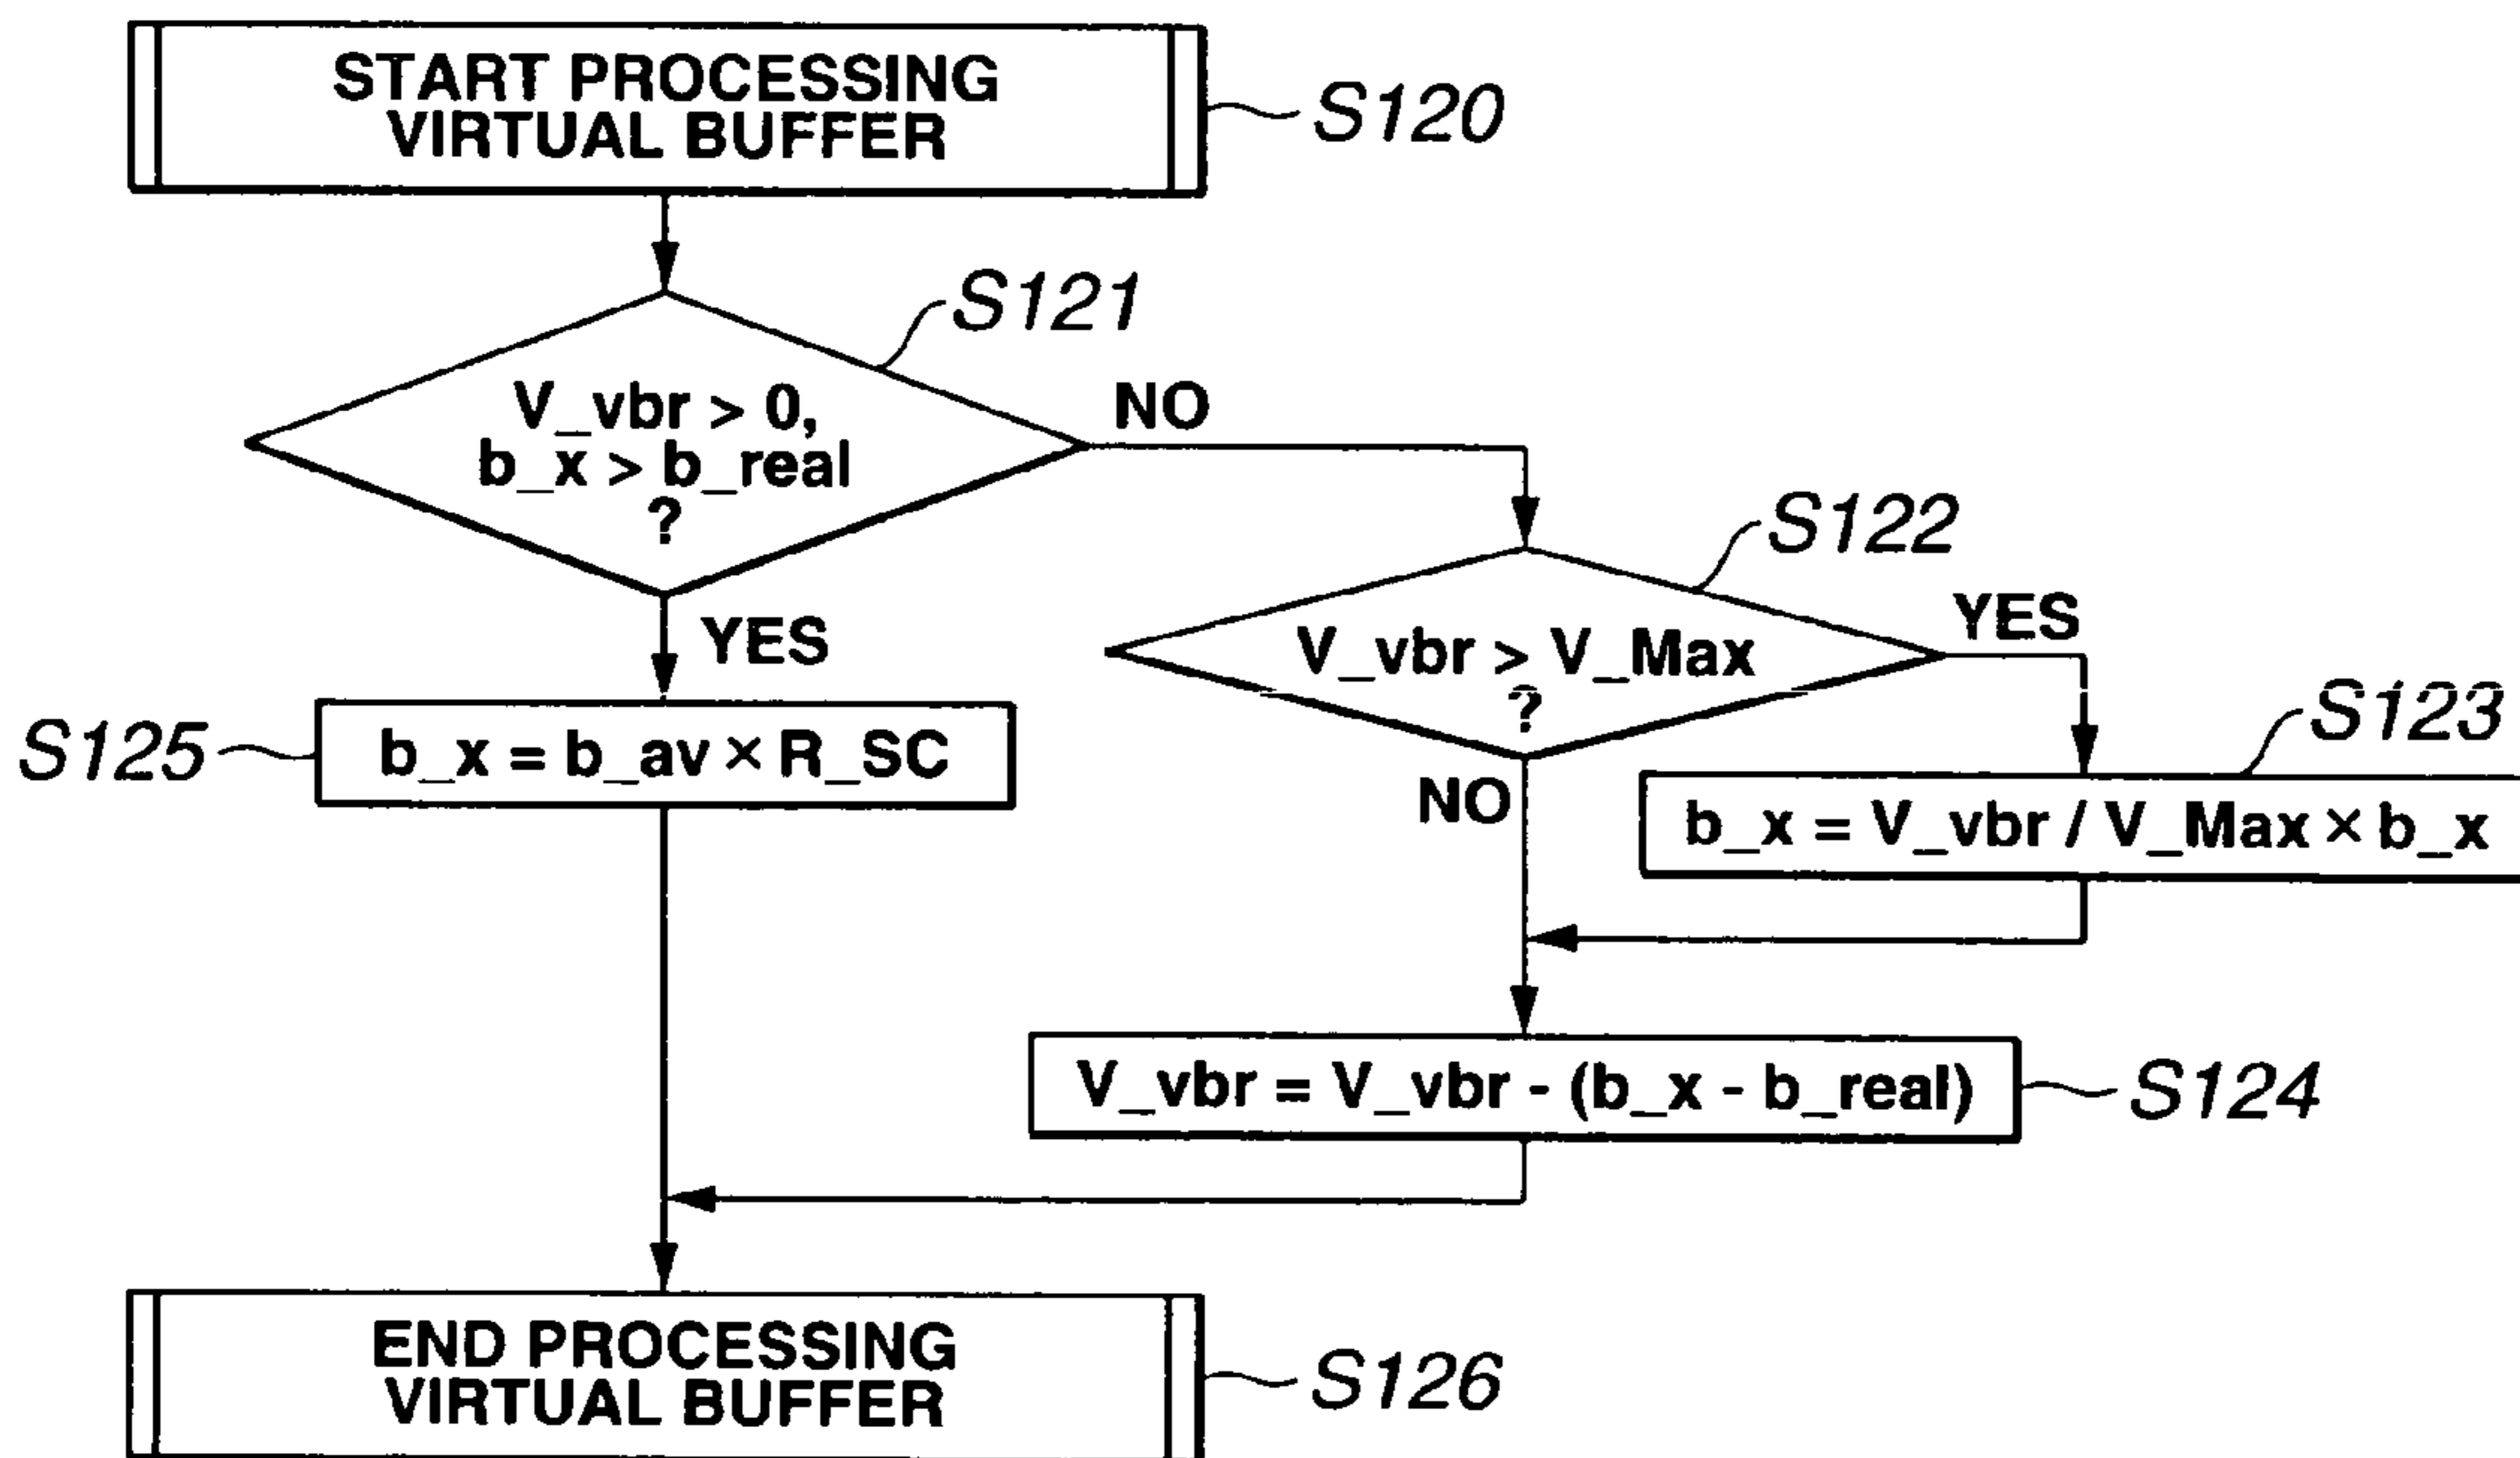 START PROCESSING
VIRTUAL BUFFER
S120
S121
V_vbr > 0,
b_x > b_real
?
NO
YES
S122
V_vbr > V_Max
?
YES
NO
S123
b_x = V_vbr / V_Max × b_x
S125
b_x = b_av × R_SC
V_vbr = V_vbr - (b_x - b_real)
S124
END PROCESSING
VIRTUAL BUFFER
S126